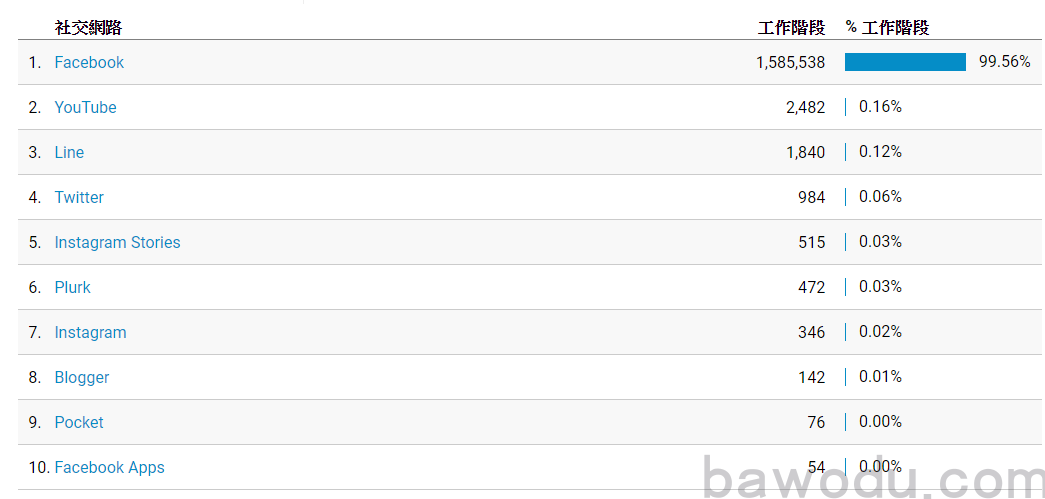 社交網路 工作階段 % 工作階段
1. Facebook 1,585,538 99.56%
2. YouTube 2,482 0.16%
3. Line 1,840 0.12%
4. Twitter 984 0.06%
5. Instagram Stories 515 0.03%
6. Plurk 472 0.03%
7. Instagram 346 0.02%
8. Blogger 142 0.01%
9. Pocket 76 0.00%
10. Facebook Apps 54 0.00%
bawodu.com